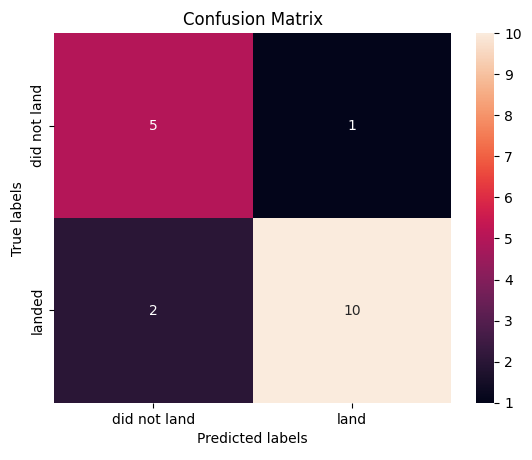 Confusion Matrix
True labels
did not land
landed
5
1
2
10
did not land
land
Predicted labels
10
9
8
7
6
5
4
3
2
1